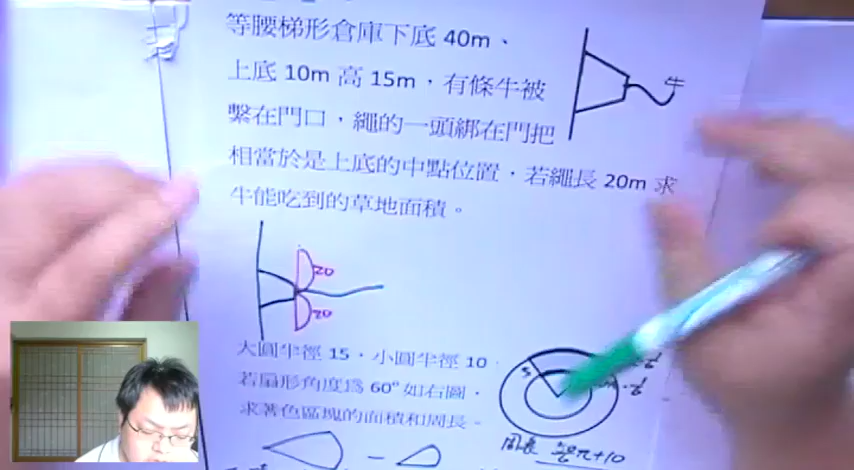 等腰梯形倉庫下底 40m、
上底 10m 高 15m，有條牛被
繫在門口，繩的一頭綁在門把
相當於是上底的中點位置，若繩長 20m 求
牛能吃到的草地面積。
牛
20
20
大圓半徑 15，小圓半徑 10
若扇形角度為 60° 如右圖，
求著色區塊的面積和周長。
5
周長
π+10